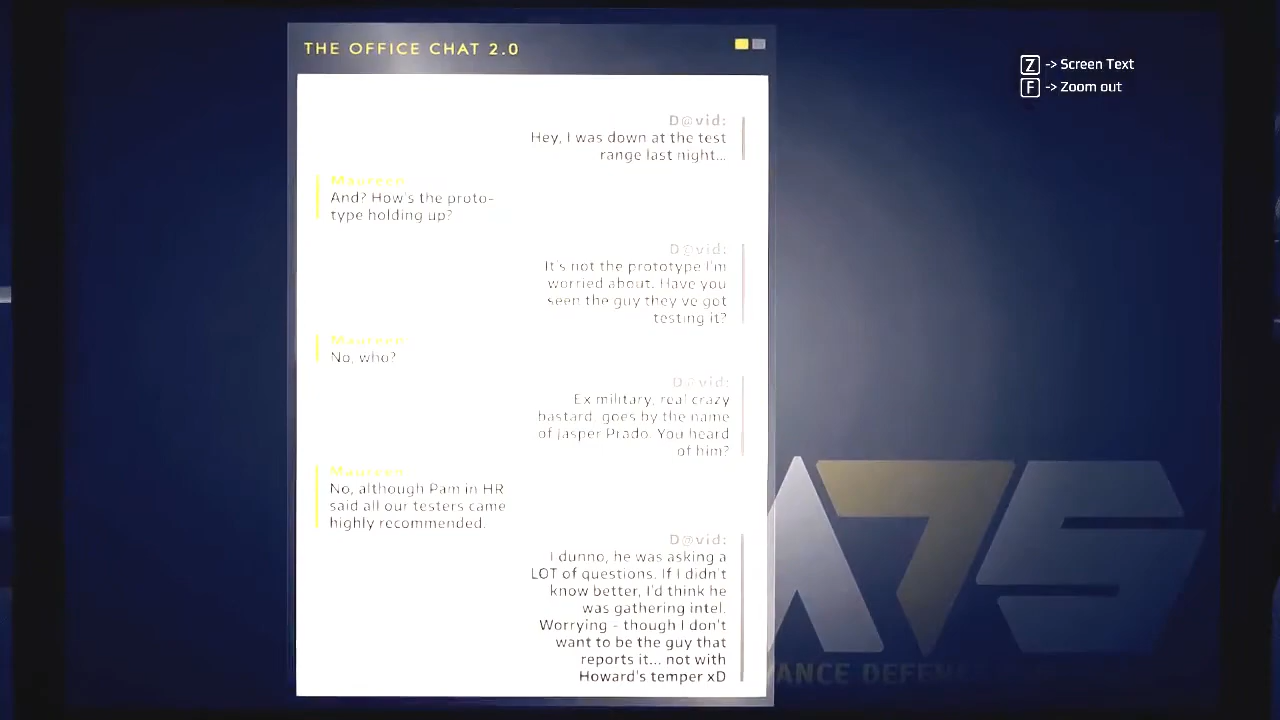 THE OFFICE CHAT 2.0
Z -> Screen Text
F -> Zoom out
D@vid:
Hey, I was down at the test
range last night...
Maureen
And? How's the proto-
type holding up?
D@vid:
It's not the prototype I'm
worried about. Have you
seen the guy they've got
testing it?
Maureen
No, who?
D@vid:
Ex military, real crazy
bastard, goes by the name
of Jasper Prado. You heard
of him?
Maureen
No, although Pam in HR
said all our testers came
highly recommended.
D@vid:
I dunno, he was asking a
LOT of questions. If I didn't
know better, I'd think he
was gathering intel.
Worrying - though I don't
want to be the guy that
reports it... not with
Howard's temper xD